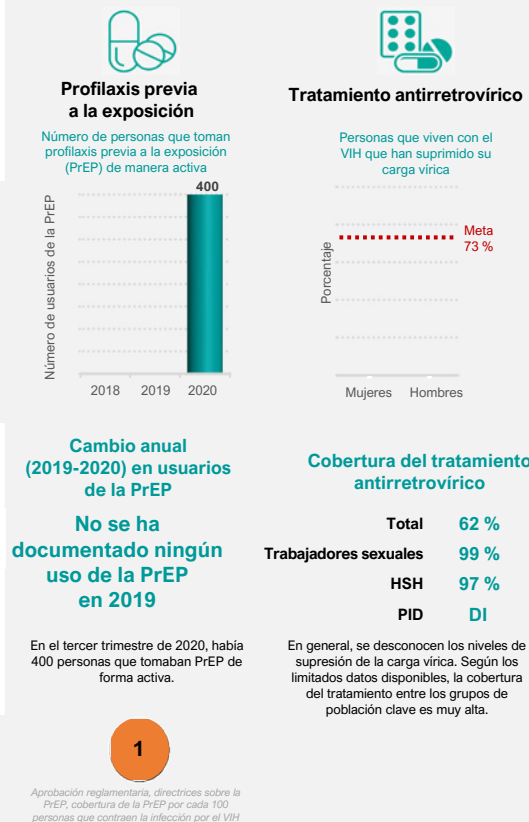 Profilaxis previa
a la exposición
Número de personas que toman
profilaxis previa a la exposición
(PrEP) de manera activa
400
Número de usuarios de la PrEP
2018 2019 2020
Cambio anual
(2019-2020) en usuarios
de la PrEP
No se ha
documentado ningún
uso de la PrEP
en 2019
En el tercer trimestre de 2020, había
400 personas que tomaban PrEP de
forma activa.
1
Aprobación reglamentaria, directrices sobre la
PrEP, cobertura de la PrEP por cada 100
personas que contraen la infección por el VIH
Tratamiento antirretrovírico
Personas que viven con el
VIH que han suprimido su
carga vírica
Porcentaje
Meta
73 %
Mujeres Hombres
Cobertura del tratamiento
antirretrovírico
Total 62 %
Trabajadores sexuales 99 %
HSH 97 %
PID DI
En general, se desconocen los niveles de
supresión de la carga vírica. Según los
limitados datos disponibles, la cobertura
del tratamiento entre los grupos de
población clave es muy alta.